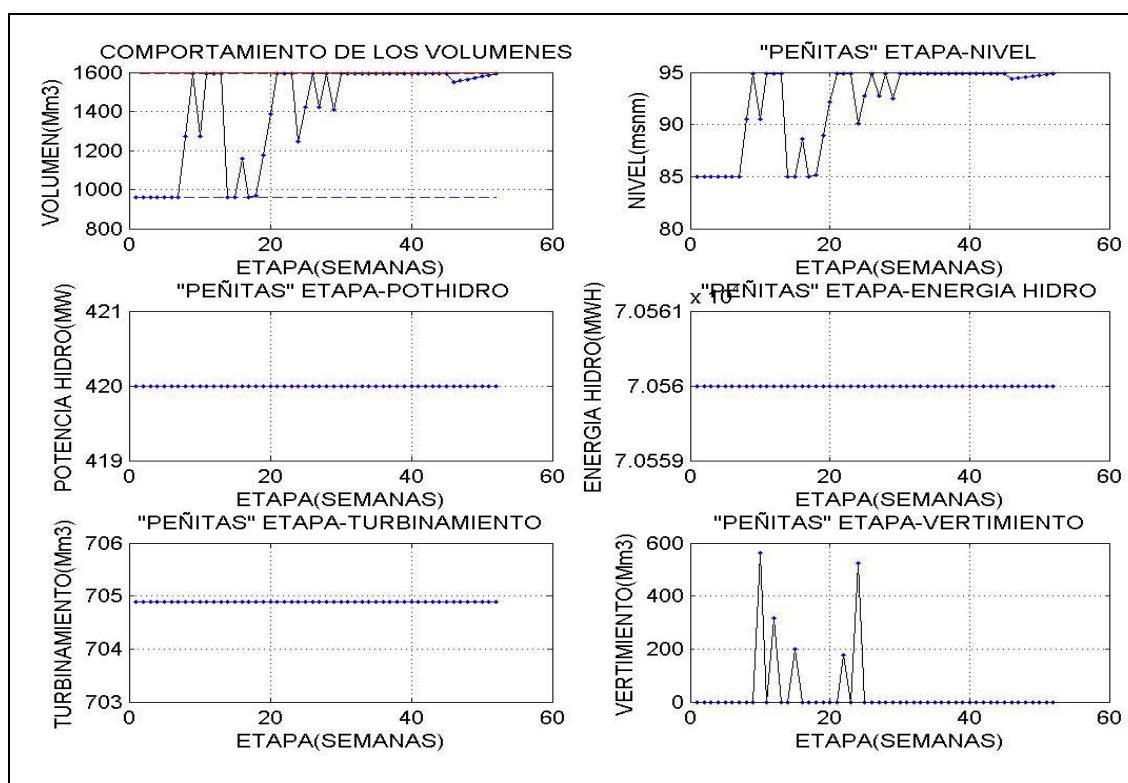 COMPORTAMIENTO DE LOS VOLUMENES
VOLUMEN(Mm3)
1600
1400
1200
1000
800
0
20
40
60
ETAPA(SEMANAS)
"PEÑITAS" ETAPA-NIVEL
NIVEL(msnm)
95
90
85
80
0
20
40
60
ETAPA(SEMANAS)
"PEÑITAS" ETAPA-POTHIDRO
POTENCIA HIDRO(MW)
421
420
419
0
20
40
60
ETAPA(SEMANAS)
"PEÑITAS" ETAPA-ENERGIA HIDRO
x 10
ENERGIA HIDRO(MWH)
7.0561
7.056
7.0559
0
20
40
60
ETAPA(SEMANAS)
"PEÑITAS" ETAPA-TURBINAMIENTO
TURBINAMIENTO(Mm3)
706
705
704
703
0
20
40
60
ETAPA(SEMANAS)
"PEÑITAS" ETAPA-VERTIMIENTO
VERTIMIENTO(Mm3)
600
400
200
0
0
20
40
60
ETAPA(SEMANAS)